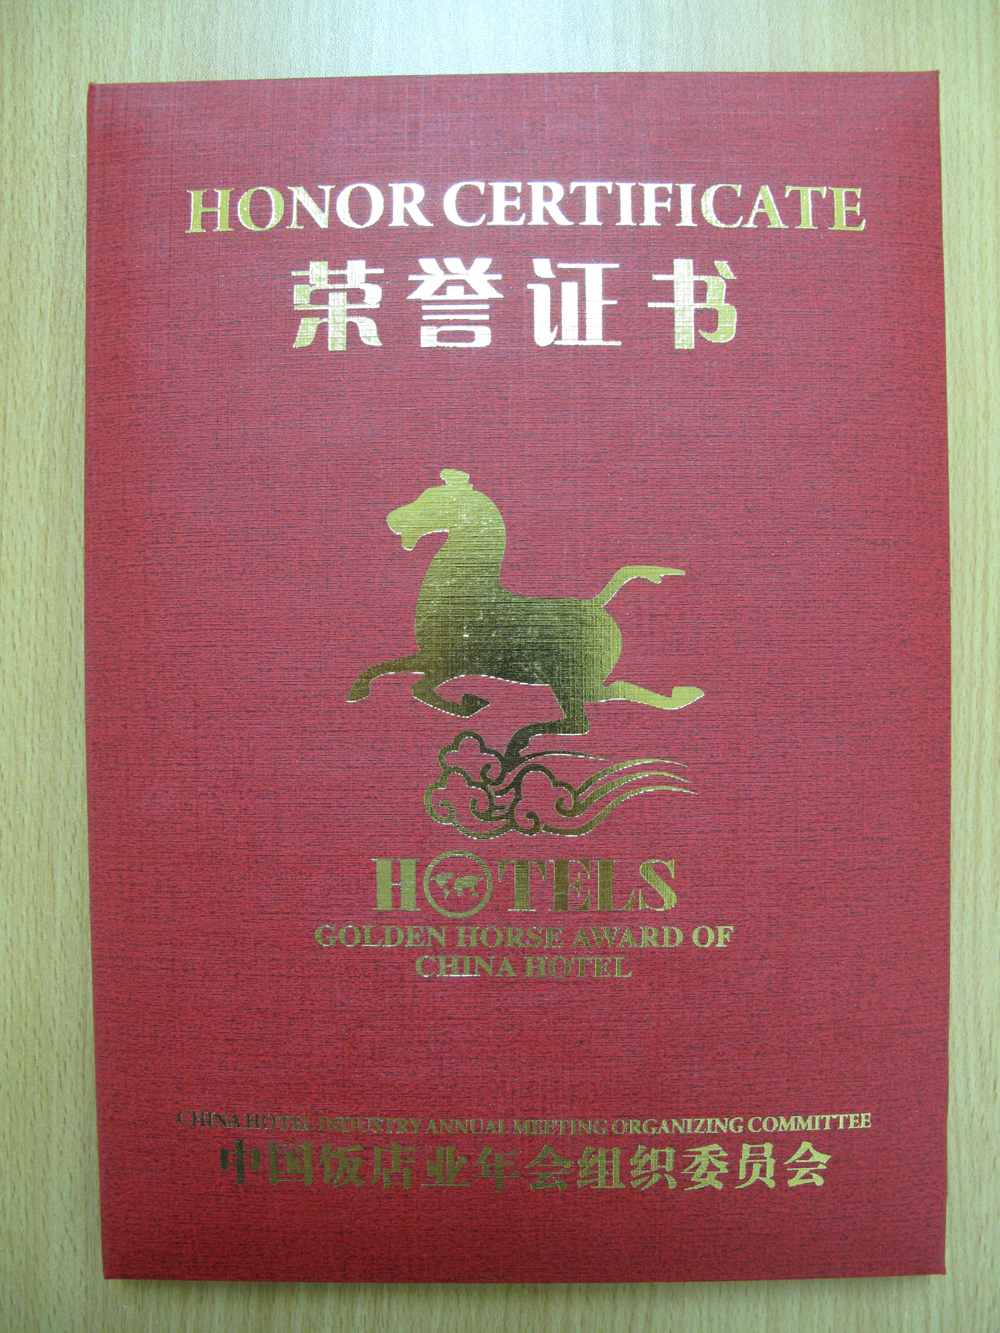 HONOR CERTIFICATE
荣誉证书
HOTELS
GOLDEN HORSE AWARD OF
CHINA HOTEL
CHINA HOTEL INDUSTRY ANNUAL MEETING ORGANIZING COMMITTEE
中国饭店业年会组织委员会